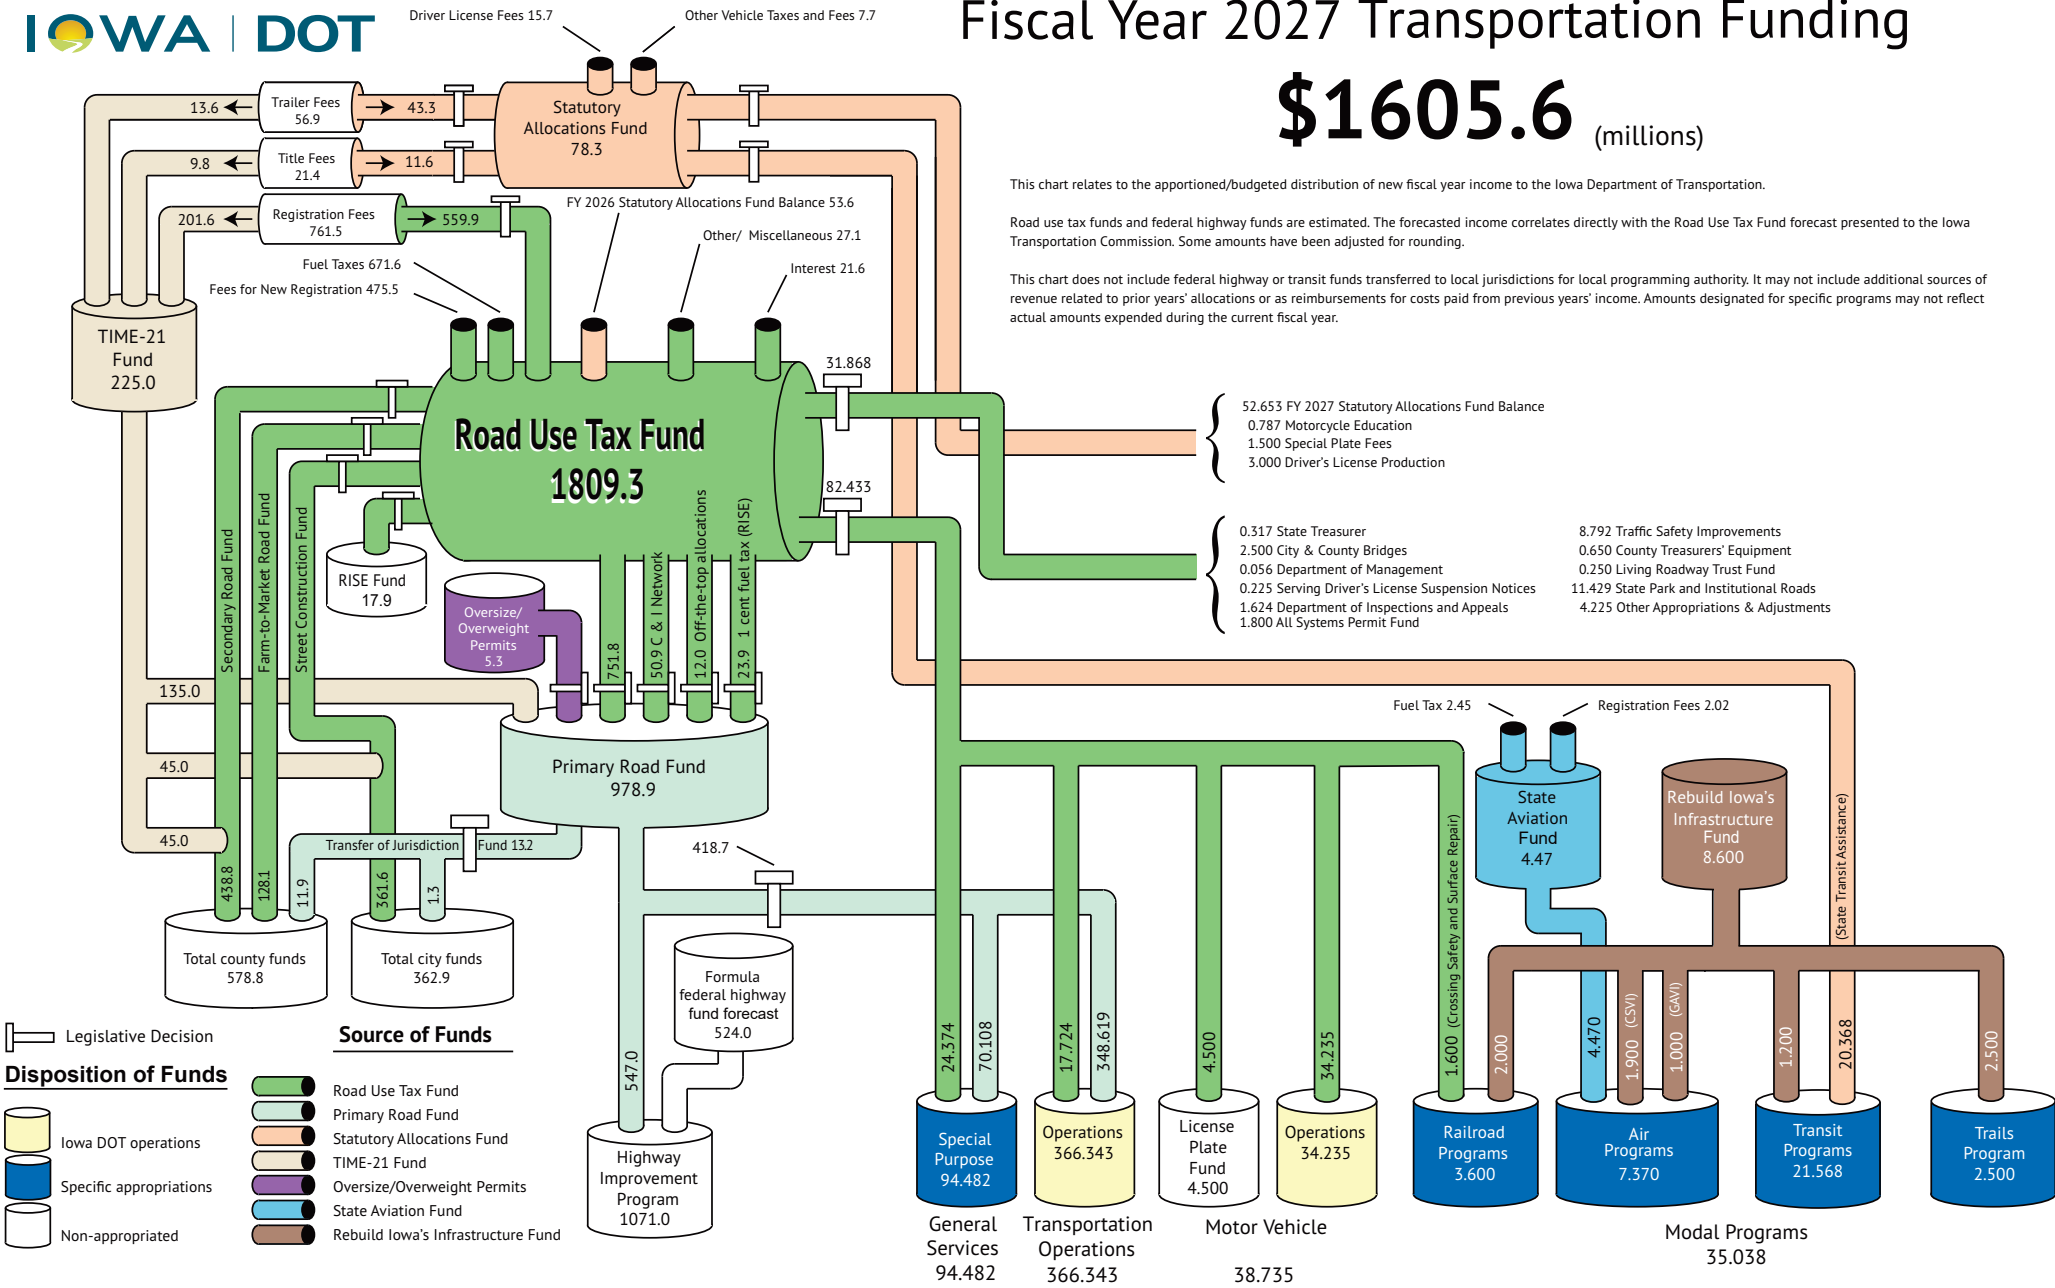 IOWA | DOT
Driver License Fees 15.7
Other Vehicle Taxes and Fees 7.7
Fiscal Year 2027 Transportation Funding
$1605.6 (millions)
This chart relates to the apportioned/budgeted distribution of new fiscal year income to the Iowa Department of Transportation.
Road use tax funds and federal highway funds are estimated. The forecasted income correlates directly with the Road Use Tax Fund forecast presented to the Iowa
Transportation Commission. Some amounts have been adjusted for rounding.
This chart does not include federal highway or transit funds transferred to local jurisdictions for local programming authority. It may not include additional sources of
revenue related to prior years' allocations or as reimbursements for costs paid from previous years' income. Amounts designated for specific programs may not reflect
actual amounts expended during the current fiscal year.
13.6
Trailer Fees
56.9
43.3
Statutory
Allocations Fund
78.3
9.8
Title Fees
21.4
11.6
201.6
Registration Fees
761.5
559.9
FY 2026 Statutory Allocations Fund Balance 53.6
Other/ Miscellaneous 27.1
Interest 21.6
Fuel Taxes 671.6
Fees for New Registration 475.5
TIME-21
Fund
225.0
Road Use Tax Fund
1809.3
31.868
82.433
52.653 FY 2027 Statutory Allocations Fund Balance
0.787 Motorcycle Education
1.500 Special Plate Fees
3.000 Driver's License Production
0.317 State Treasurer
2.500 City & County Bridges
0.056 Department of Management
0.225 Serving Driver's License Suspension Notices
1.624 Department of Inspections and Appeals
1.800 All Systems Permit Fund
8.792 Traffic Safety Improvements
0.650 County Treasurers' Equipment
0.250 Living Roadway Trust Fund
11.429 State Park and Institutional Roads
4.225 Other Appropriations & Adjustments
Secondary Road Fund
Farm-to-Market Road Fund
Street Construction Fund
RISE Fund
17.9
Oversize/
Overweight
Permits
5.3
751.8
50.9 C & I Network
12.0 Off-the-top allocations
23.9 1 cent fuel tax (RISE)
135.0
45.0
45.0
Primary Road Fund
978.9
Transfer of Jurisdiction Fund 13.2
438.8
128.1
11.9
361.6
1.3
Total county funds
578.8
Total city funds
362.9
418.7
Formula
federal highway
fund forecast
524.0
547.0
Highway
Improvement
Program
1071.0
Fuel Tax 2.45
Registration Fees 2.02
State
Aviation
Fund
4.47
Rebuild Iowa's
Infrastructure
Fund
8.600
24.374
70.108
17.724
348.619
4.500
34.235
1.600 (Crossing Safety and Surface Repair)
2.000
4.470
1.900 (CSVI)
1.000 (GAVI)
1.200
20.368
(State Transit Assistance)
2.500
Special
Purpose
94.482
Operations
366.343
License
Plate
Fund
4.500
Operations
34.235
Railroad
Programs
3.600
Air
Programs
7.370
Transit
Programs
21.568
Trails
Program
2.500
General
Services
94.482
Transportation
Operations
366.343
Motor Vehicle
38.735
Modal Programs
35.038
Legislative Decision
Disposition of Funds
Iowa DOT operations
Specific appropriations
Non-appropriated
Source of Funds
Road Use Tax Fund
Primary Road Fund
Statutory Allocations Fund
TIME-21 Fund
Oversize/Overweight Permits
State Aviation Fund
Rebuild Iowa's Infrastructure Fund